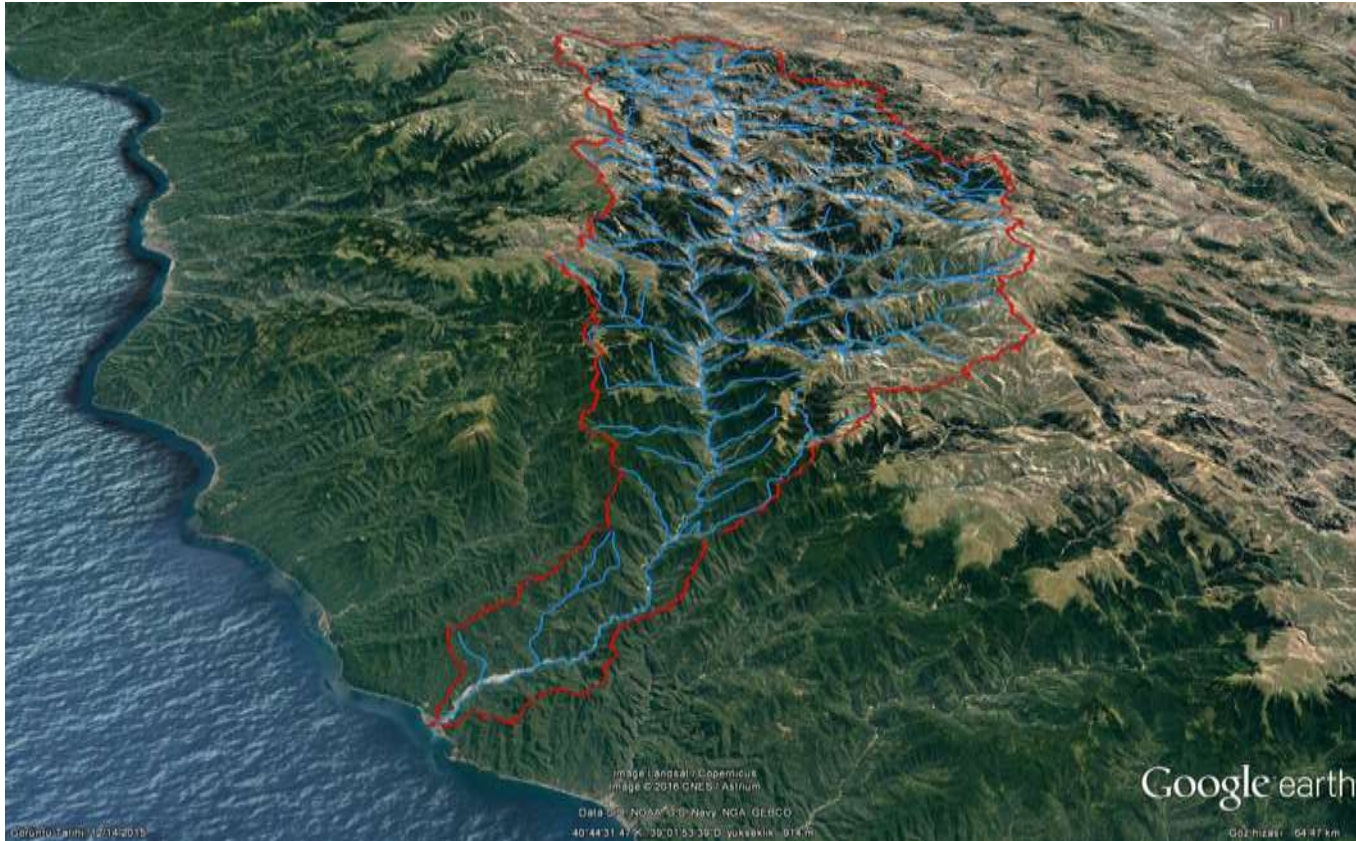 Image Landsat / Copernicus
Image © 2016 CNES / Astrium
Data SIO, NOAA, U.S. Navy, NGA, GEBCO
Google earth
Görüntü Tarihi: 12/14/2015
40°44'31.47"K 39°01'53.39"D yükseklik 914 m
Göz hizası 64.47 km